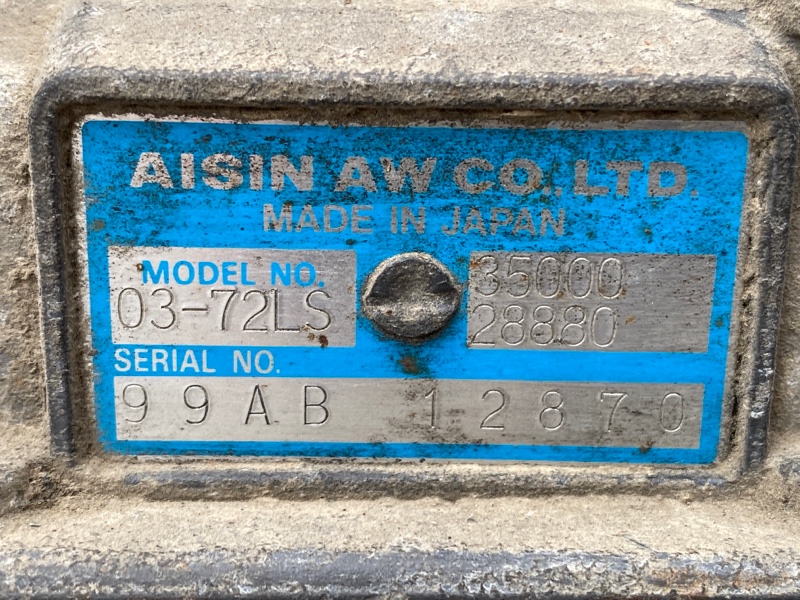 AISIN AW CO., LTD.
MADE IN JAPAN
MODEL NO.
03-72LS
35000
28880
SERIAL NO.
99AB 12870